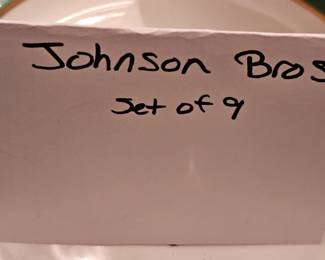 Johnson Bros
Set of 9